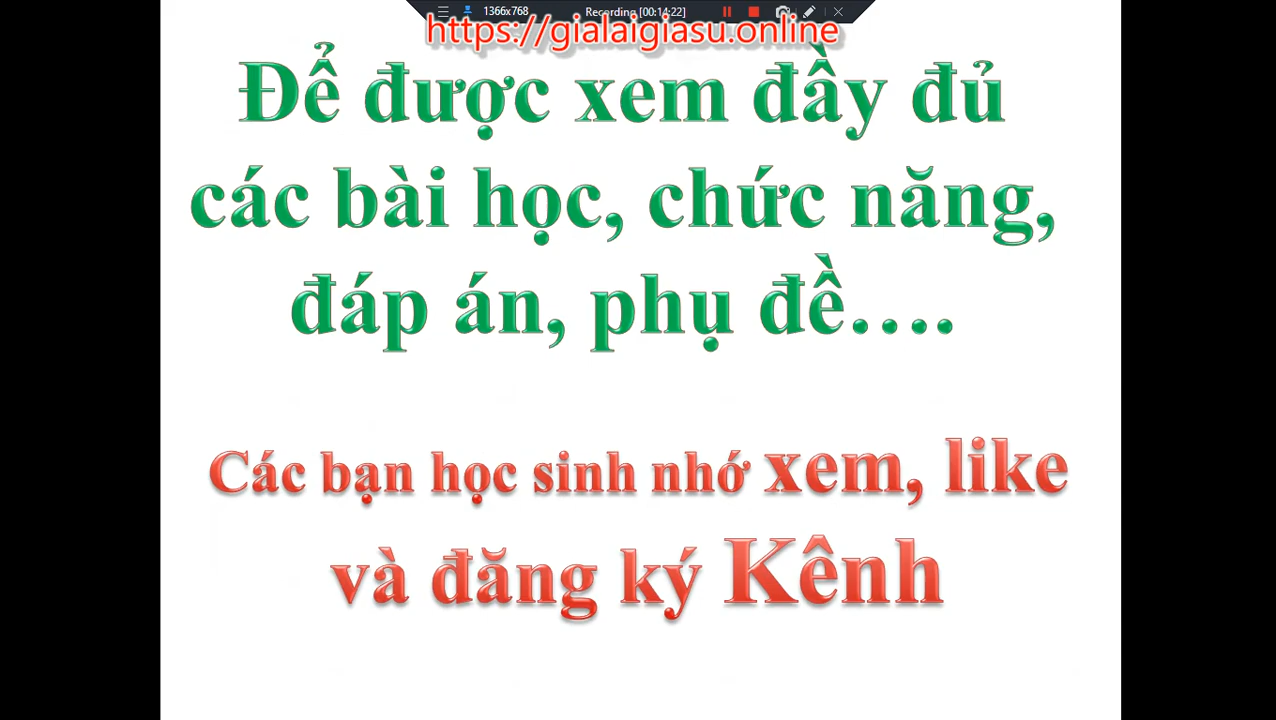 1366x768 Recording [00:14:22]
https://gialaigiasu.online
Để được xem đầy đủ
các bài học, chức năng,
đáp án, phụ đề….
Các bạn học sinh nhớ xem, like
và đăng ký Kênh